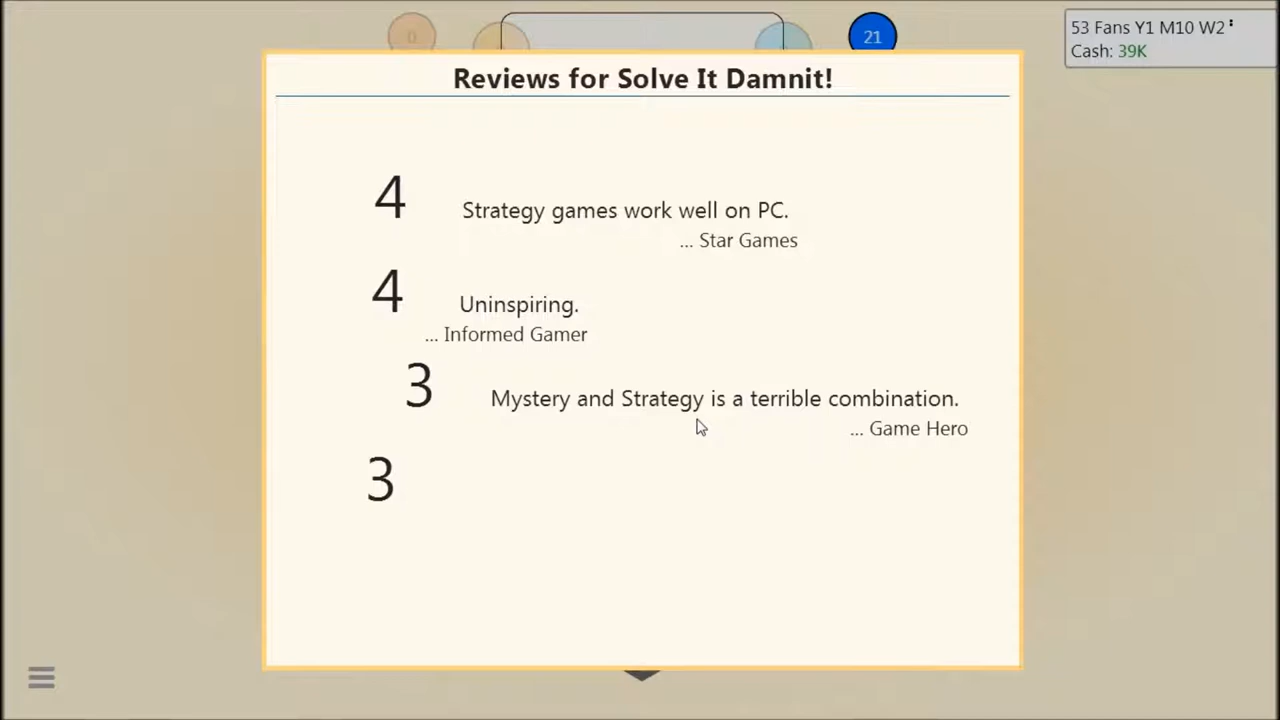 0
21
53 Fans Y1 M10 W2
Cash: 39K
Reviews for Solve It Damnit!
4 Strategy games work well on PC.
... Star Games
4 Uninspiring.
... Informed Gamer
3 Mystery and Strategy is a terrible combination.
... Game Hero
3